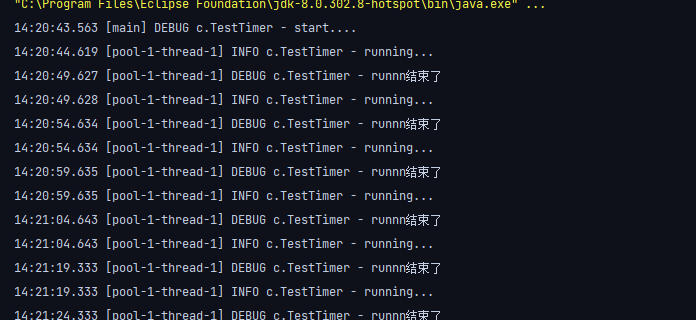 "C:\Program Files\Eclipse Foundation\jdk-8.0.302.8-hotspot\bin\java.exe" ...
14:20:43.563 [main] DEBUG c.TestTimer - start....
14:20:44.619 [pool-1-thread-1] INFO c.TestTimer - running...
14:20:49.627 [pool-1-thread-1] DEBUG c.TestTimer - runnn结束了
14:20:49.628 [pool-1-thread-1] INFO c.TestTimer - running...
14:20:54.634 [pool-1-thread-1] DEBUG c.TestTimer - runnn结束了
14:20:54.634 [pool-1-thread-1] INFO c.TestTimer - running...
14:20:59.635 [pool-1-thread-1] DEBUG c.TestTimer - runnn结束了
14:20:59.635 [pool-1-thread-1] INFO c.TestTimer - running...
14:21:04.643 [pool-1-thread-1] DEBUG c.TestTimer - runnn结束了
14:21:04.643 [pool-1-thread-1] INFO c.TestTimer - running...
14:21:19.333 [pool-1-thread-1] DEBUG c.TestTimer - runnn结束了
14:21:19.333 [pool-1-thread-1] INFO c.TestTimer - running...
14:21:24.333 [pool-1-thread-1] DEBUG c.TestTimer - runnn结束了